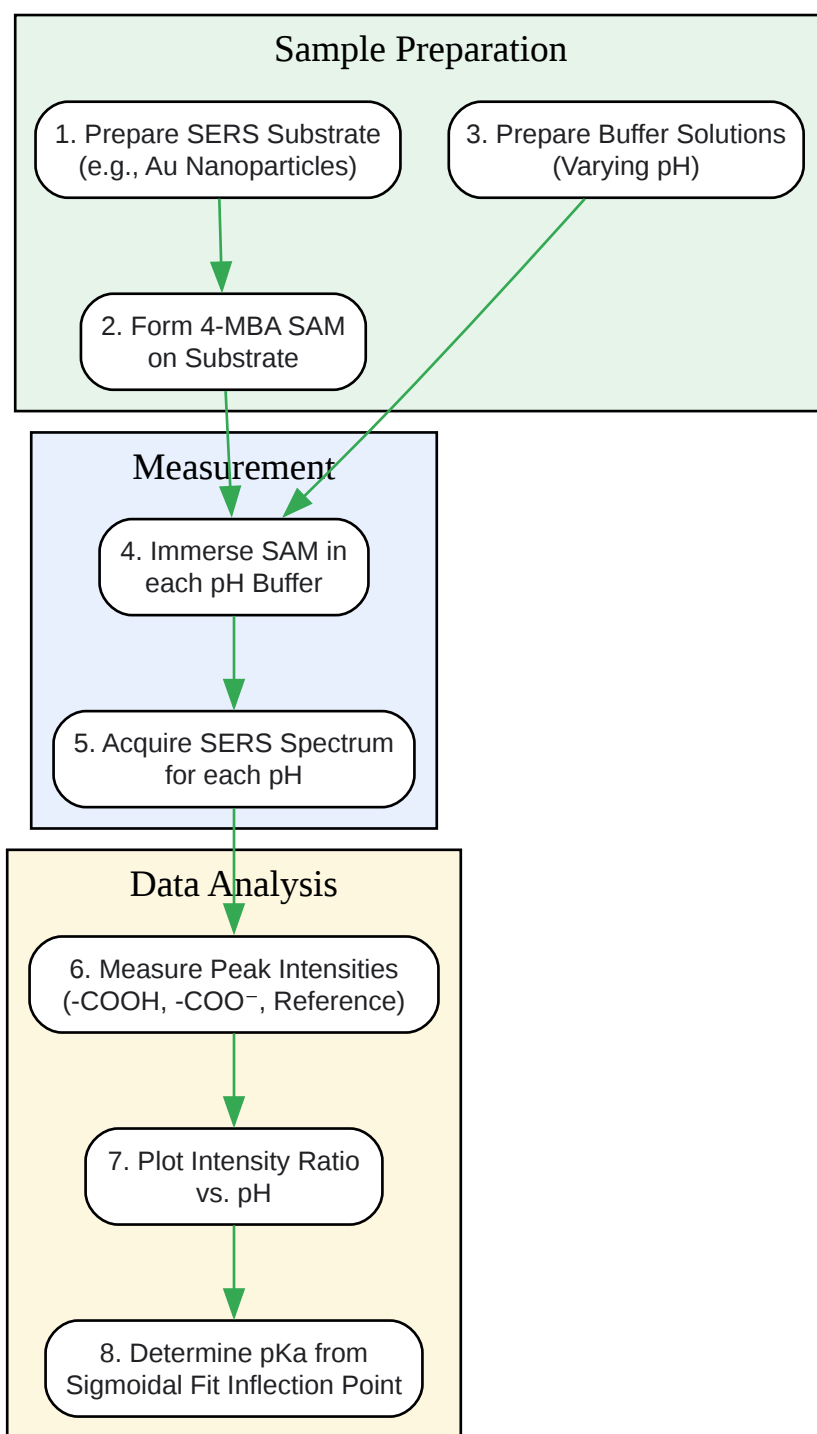 Sample Preparation
1. Prepare SERS Substrate
(e.g., Au Nanoparticles)
3. Prepare Buffer Solutions
(Varying pH)
2. Form 4-MBA SAM
on Substrate
Measurement
4. Immerse SAM in
each pH Buffer
5. Acquire SERS Spectrum
for each pH
Data Analysis
6. Measure Peak Intensities
(-COOH, -COO⁻, Reference)
7. Plot Intensity Ratio
vs. pH
8. Determine pKa from
Sigmoidal Fit Inflection Point